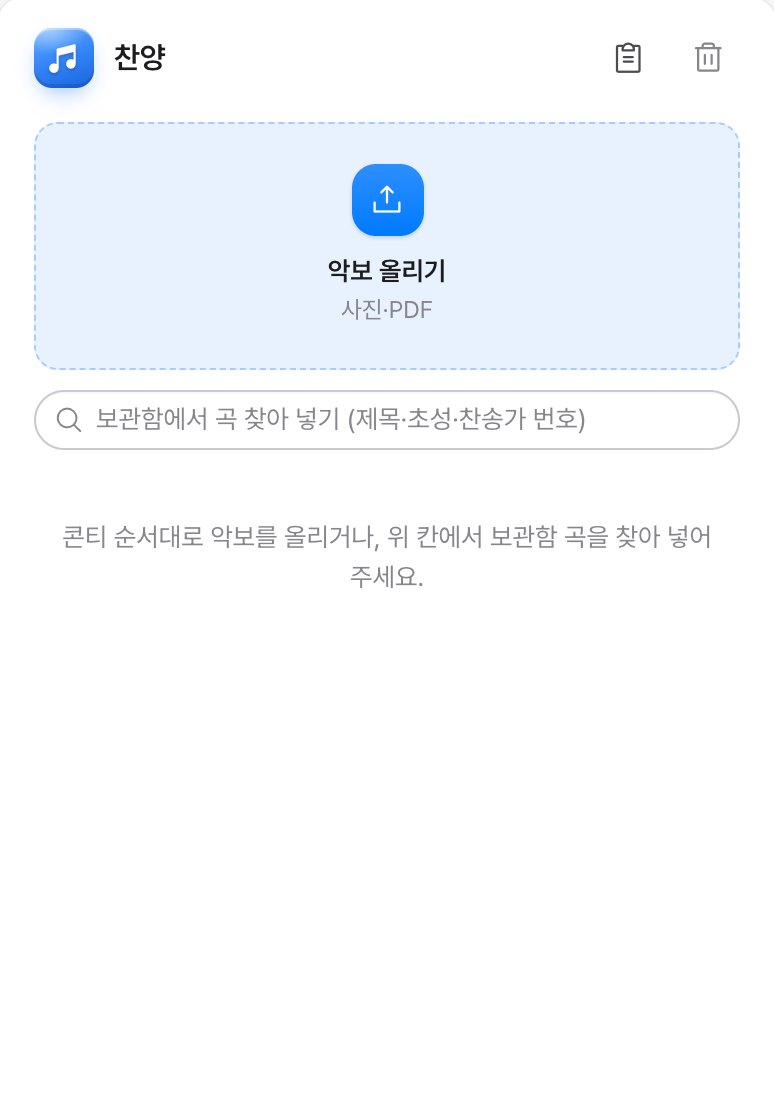 찬양
악보 올리기
사진·PDF
보관함에서 곡 찾아 넣기 (제목·초성·찬송가 번호)
콘티 순서대로 악보를 올리거나, 위 칸에서 보관함 곡을 찾아 넣어
주세요.